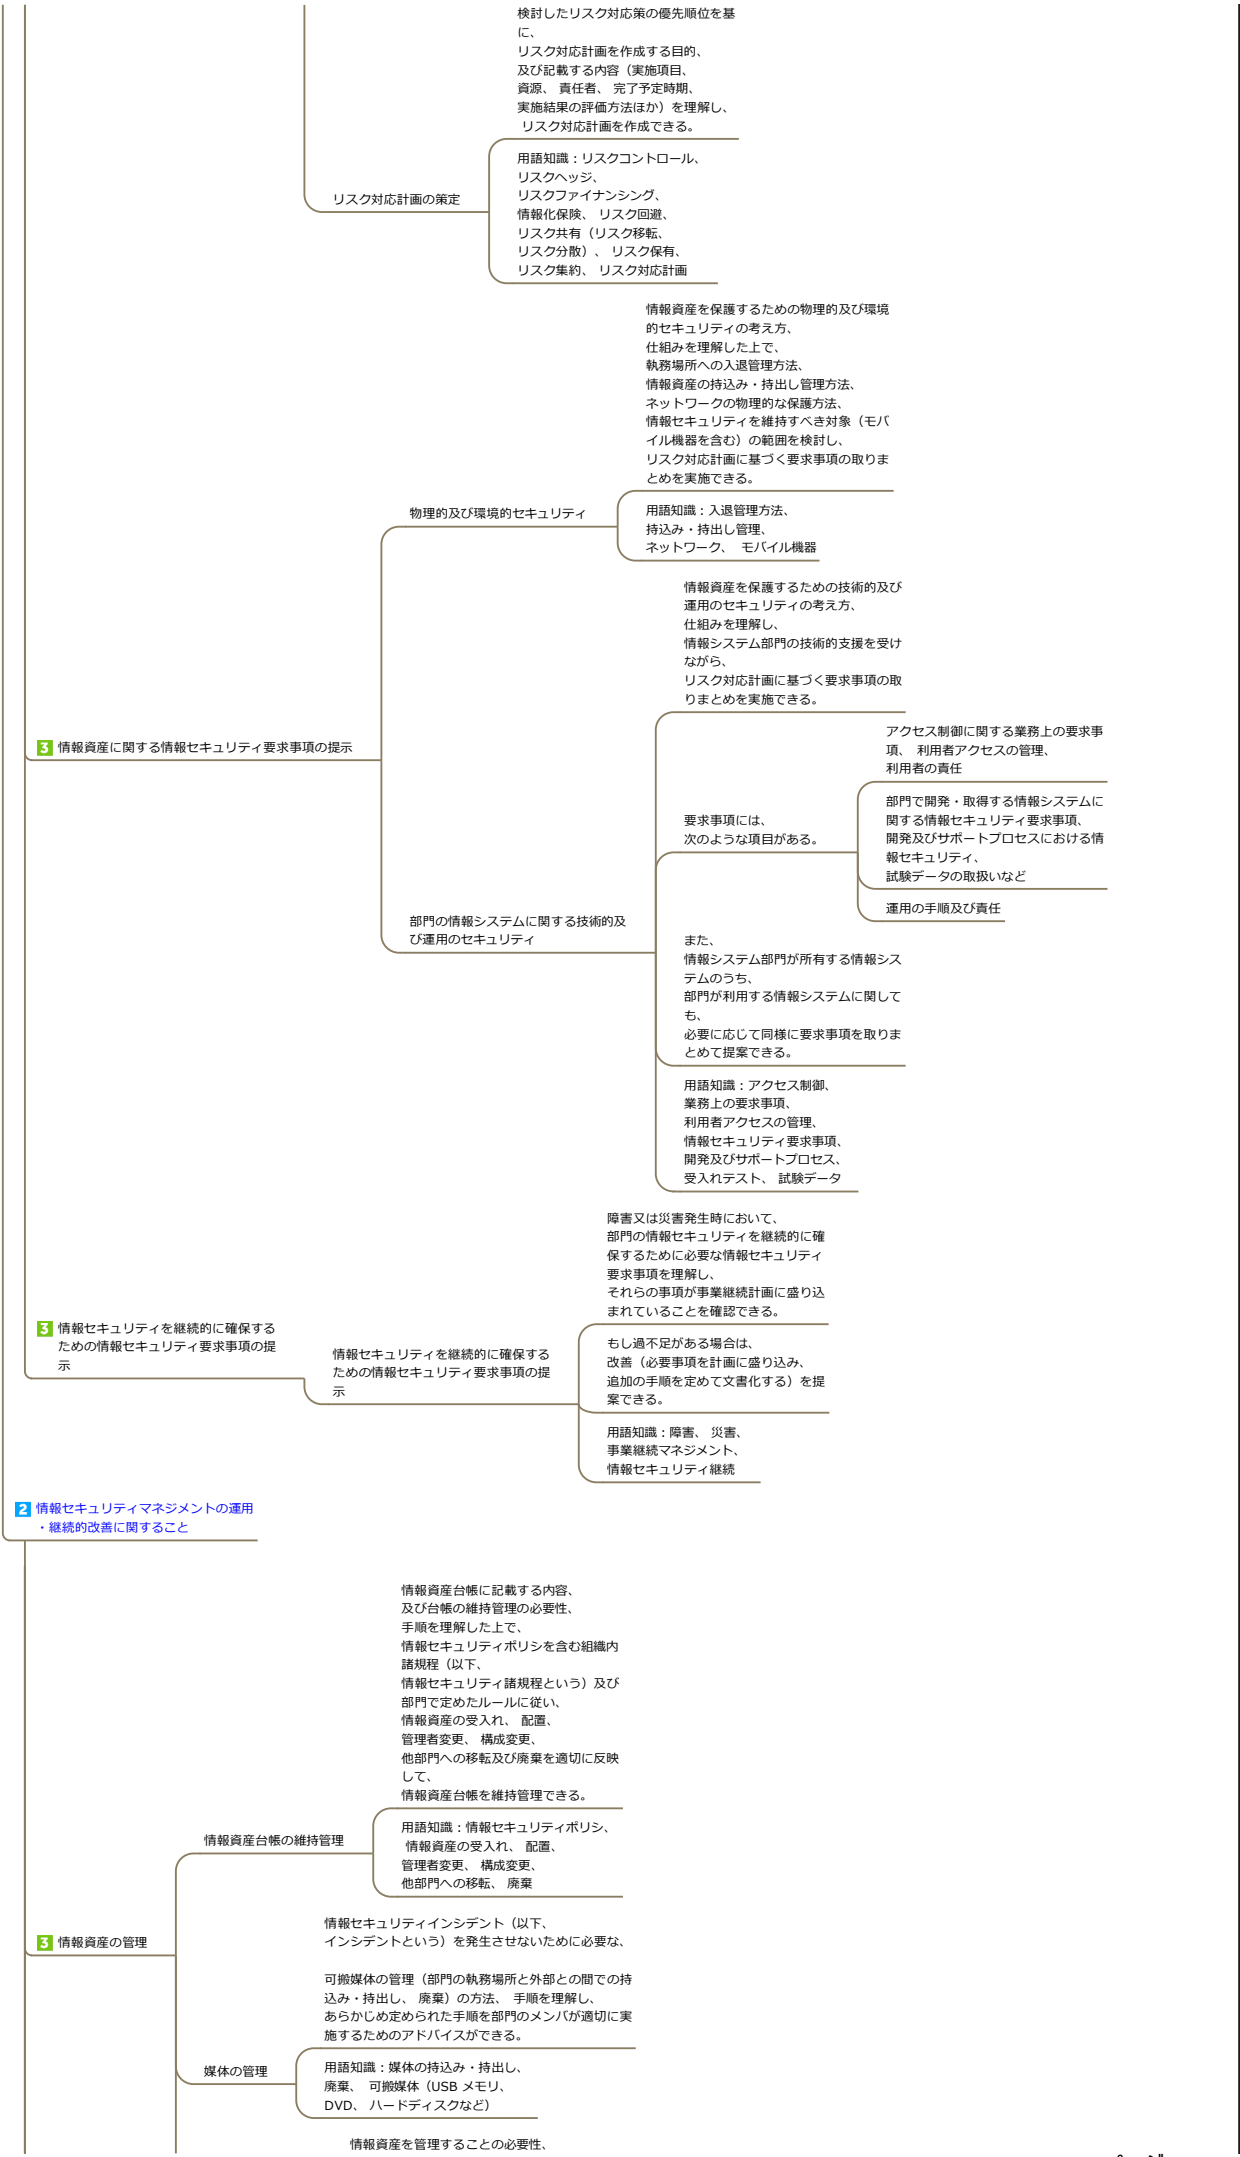 検討したリスク対応策の優先順位を基
に、
リスク対応計画を作成する目的、
及び記載する内容（実施項目、
資源、 責任者、 完了予定時期、
実施結果の評価方法ほか）を理解し、
リスク対応計画を作成できる。
リスク対応計画の策定
用語知識：リスクコントロール、
リスクヘッジ、
リスクファイナンシング、
情報化保険、 リスク回避、
リスク共有（リスク移転、
リスク分散）、 リスク保有、
リスク集約、 リスク対応計画
3 情報資産に関する情報セキュリティ要求事項の提示
物理的及び環境的セキュリティ
情報資産を保護するための物理的及び環境
的セキュリティの考え方、
仕組みを理解した上で、
執務場所への入退管理方法、
情報資産の持込み・持出し管理方法、
ネットワークの物理的な保護方法、
情報セキュリティを維持すべき対象（モバ
イル機器を含む）の範囲を検討し、
リスク対応計画に基づく要求事項の取りま
とめを実施できる。
用語知識：入退管理方法、
持込み・持出し管理、
ネットワーク、 モバイル機器
部門の情報システムに関する技術的及
び運用のセキュリティ
情報資産を保護するための技術的及び
運用のセキュリティの考え方、
仕組みを理解し、
情報システム部門の技術的支援を受け
ながら、
リスク対応計画に基づく要求事項の取
りまとめを実施できる。
要求事項には、
次のような項目がある。
アクセス制御に関する業務上の要求事
項、 利用者アクセスの管理、
利用者の責任
部門で開発・取得する情報システムに
関する情報セキュリティ要求事項、
開発及びサポートプロセスにおける情
報セキュリティ、
試験データの取扱いなど
運用の手順及び責任
また、
情報システム部門が所有する情報シス
テムのうち、
部門が利用する情報システムに関して
も、
必要に応じて同様に要求事項を取りま
とめて提案できる。
用語知識：アクセス制御、
業務上の要求事項、
利用者アクセスの管理、
情報セキュリティ要求事項、
開発及びサポートプロセス、
受入れテスト、 試験データ
3 情報セキュリティを継続的に確保する
ための情報セキュリティ要求事項の提
示
情報セキュリティを継続的に確保する
ための情報セキュリティ要求事項の提
示
障害又は災害発生時において、
部門の情報セキュリティを継続的に確
保するために必要な情報セキュリティ
要求事項を理解し、
それらの事項が事業継続計画に盛り込
まれていることを確認できる。
もし過不足がある場合は、
改善（必要事項を計画に盛り込み、
追加の手順を定めて文書化する）を提
案できる。
用語知識：障害、 災害、
事業継続マネジメント、
情報セキュリティ継続
2 情報セキュリティマネジメントの運用
・継続的改善に関すること
3 情報資産の管理
情報資産台帳の維持管理
情報資産台帳に記載する内容、
及び台帳の維持管理の必要性、
手順を理解した上で、
情報セキュリティポリシを含む組織内
諸規程（以下、
情報セキュリティ諸規程という）及び
部門で定めたルールに従い、
情報資産の受入れ、 配置、
管理者変更、 構成変更、
他部門への移転及び廃棄を適切に反映
して、
情報資産台帳を維持管理できる。
用語知識：情報セキュリティポリシ、
情報資産の受入れ、 配置、
管理者変更、 構成変更、
他部門への移転、 廃棄
媒体の管理
情報セキュリティインシデント（以下、
インシデントという）を発生させないために必要な、
可搬媒体の管理（部門の執務場所と外部との間での持
込み・持出し、 廃棄）の方法、 手順を理解し、
あらかじめ定められた手順を部門のメンバが適切に実
施するためのアドバイスができる。
用語知識：媒体の持込み・持出し、
廃棄、 可搬媒体（USB メモリ、
DVD、 ハードディスクなど）
情報資産を管理することの必要性、